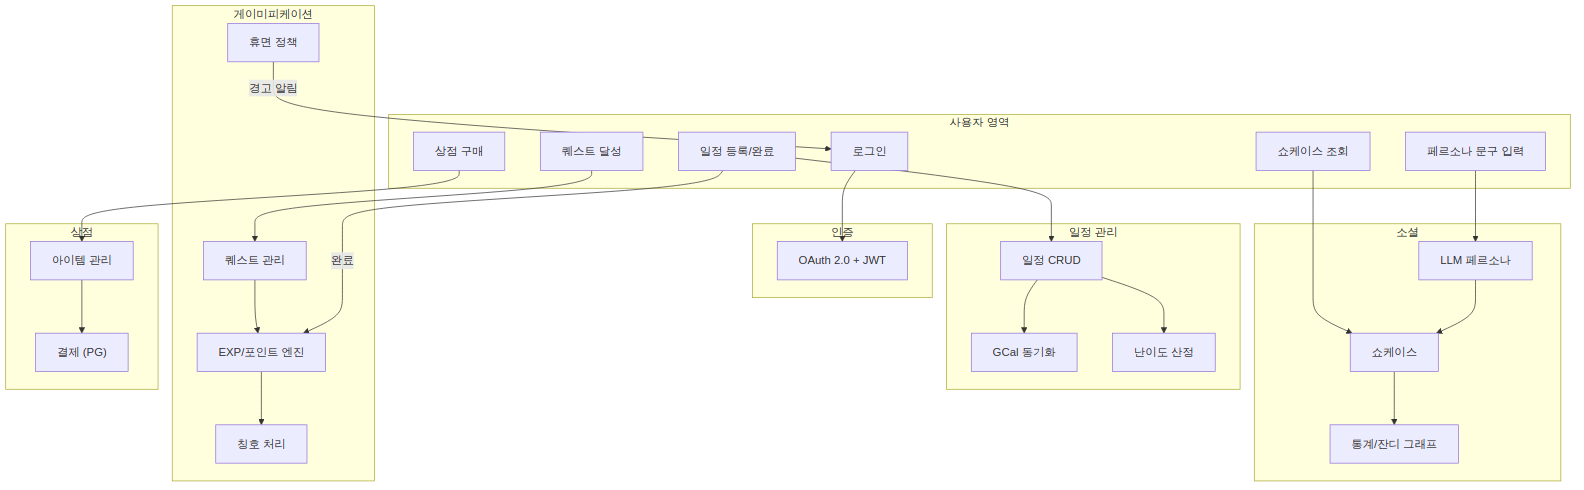 게이미피케이션
휴면 정책
경고 알림
사용자 영역
상점 구매
퀘스트 달성
일정 등록/완료
로그인
쇼케이스 조회
페르소나 문구 입력
상점
아이템 관리
결제 (PG)
퀘스트 관리
완료
EXP/포인트 엔진
칭호 처리
인증
OAuth 2.0 + JWT
일정 관리
일정 CRUD
GCal 동기화
난이도 산정
소셜
LLM 페르소나
쇼케이스
통계/잔디 그래프